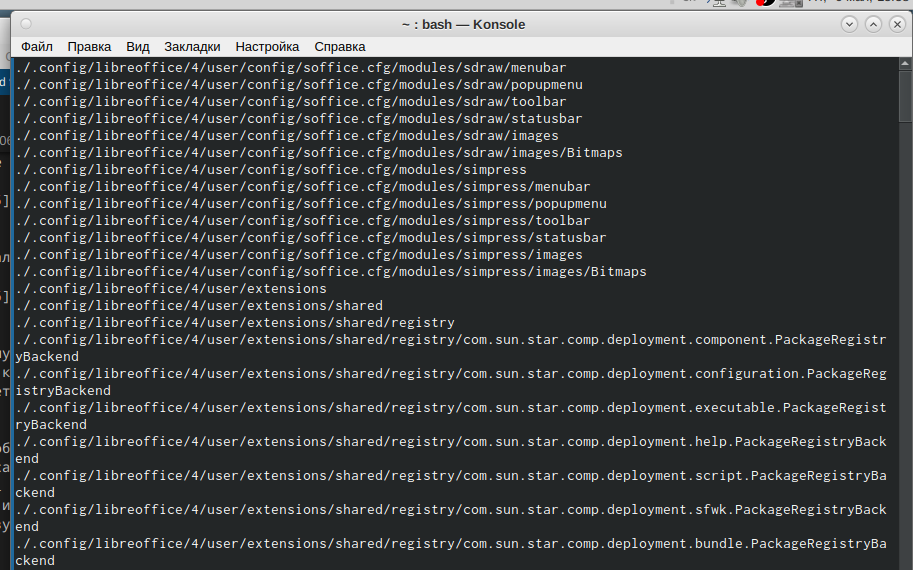 ~ : bash — Konsole
Файл Правка Вид Закладки Настройка Справка
./.config/libreoffice/4/user/config/soffice.cfg/modules/sdraw/menubar
./.config/libreoffice/4/user/config/soffice.cfg/modules/sdraw/popupmenu
./.config/libreoffice/4/user/config/soffice.cfg/modules/sdraw/toolbar
./.config/libreoffice/4/user/config/soffice.cfg/modules/sdraw/statusbar
./.config/libreoffice/4/user/config/soffice.cfg/modules/sdraw/images
./.config/libreoffice/4/user/config/soffice.cfg/modules/sdraw/images/Bitmaps
./.config/libreoffice/4/user/config/soffice.cfg/modules/simpress
./.config/libreoffice/4/user/config/soffice.cfg/modules/simpress/menubar
./.config/libreoffice/4/user/config/soffice.cfg/modules/simpress/popupmenu
./.config/libreoffice/4/user/config/soffice.cfg/modules/simpress/toolbar
./.config/libreoffice/4/user/config/soffice.cfg/modules/simpress/statusbar
./.config/libreoffice/4/user/config/soffice.cfg/modules/simpress/images
./.config/libreoffice/4/user/config/soffice.cfg/modules/simpress/images/Bitmaps
./.config/libreoffice/4/user/extensions
./.config/libreoffice/4/user/extensions/shared
./.config/libreoffice/4/user/extensions/shared/registry
./.config/libreoffice/4/user/extensions/shared/registry/com.sun.star.comp.deployment.component.PackageRegistr
yBackend
./.config/libreoffice/4/user/extensions/shared/registry/com.sun.star.comp.deployment.configuration.PackageReg
istryBackend
./.config/libreoffice/4/user/extensions/shared/registry/com.sun.star.comp.deployment.executable.PackageRegist
ryBackend
./.config/libreoffice/4/user/extensions/shared/registry/com.sun.star.comp.deployment.help.PackageRegistryBack
end
./.config/libreoffice/4/user/extensions/shared/registry/com.sun.star.comp.deployment.script.PackageRegistryBa
ckend
./.config/libreoffice/4/user/extensions/shared/registry/com.sun.star.comp.deployment.sfwk.PackageRegistryBack
end
./.config/libreoffice/4/user/extensions/shared/registry/com.sun.star.comp.deployment.bundle.PackageRegistryBa
ckend